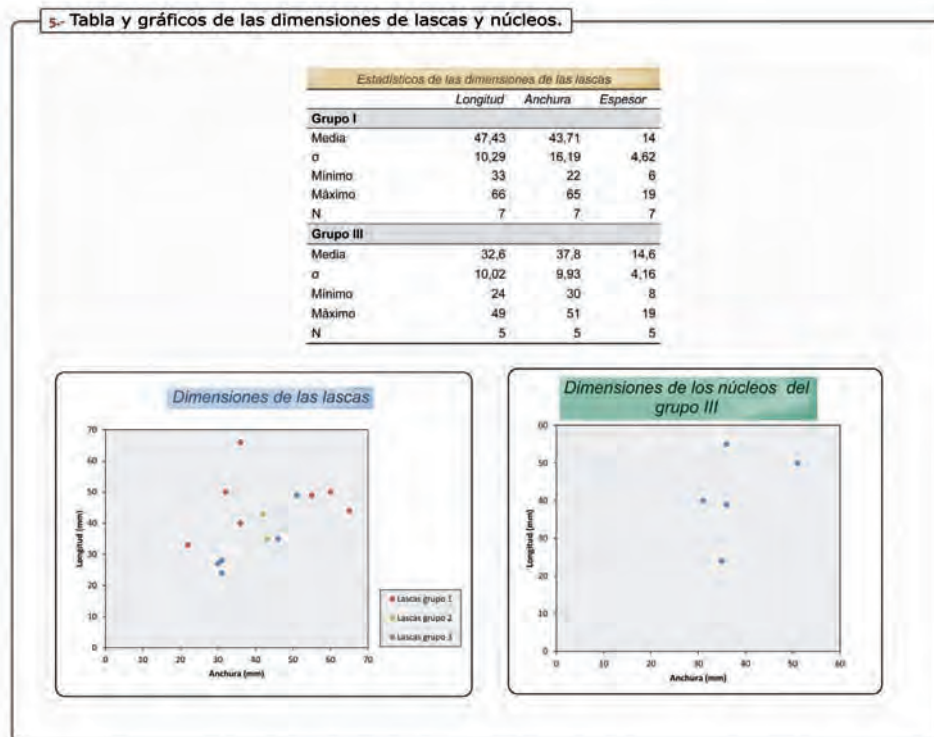 5.- Tabla y gráficos de las dimensiones de lascas y núcleos.
Estadísticos de las dimensiones de las lascas
Longitud Anchura Espesor
Grupo I
Media 47,43 43,71 14
σ 10,29 16,19 4,62
Mínimo 33 22 6
Máximo 66 65 19
N 7 7 7
Grupo III
Media 32,6 37,8 14,6
σ 10,02 9,93 4,16
Mínimo 24 30 8
Máximo 49 51 19
N 5 5 5
Dimensiones de las lascas
70
60
50
40
30
20
10
0
Longitud (mm)
0 10 20 30 40 50 60 70
Anchura (mm)
Lascas grupo 1
Lascas grupo 2
Lascas grupo 3
Dimensiones de los núcleos del
grupo III
60
50
40
30
20
10
0
Longitud (mm)
0 10 20 30 40 50 60
Anchura (mm)